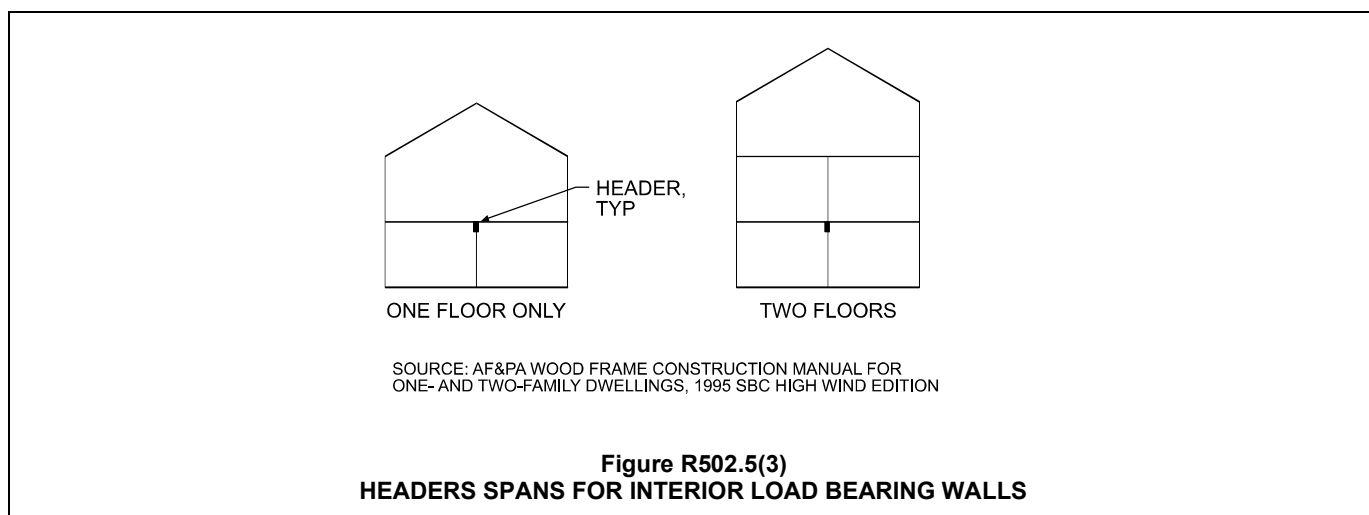 HEADER,
TYP
ONE FLOOR ONLY
TWO FLOORS
SOURCE: AF&PA WOOD FRAME CONSTRUCTION MANUAL FOR
ONE- AND TWO-FAMILY DWELLINGS, 1995 SBC HIGH WIND EDITION
Figure R502.5(3)
HEADERS SPANS FOR INTERIOR LOAD BEARING WALLS